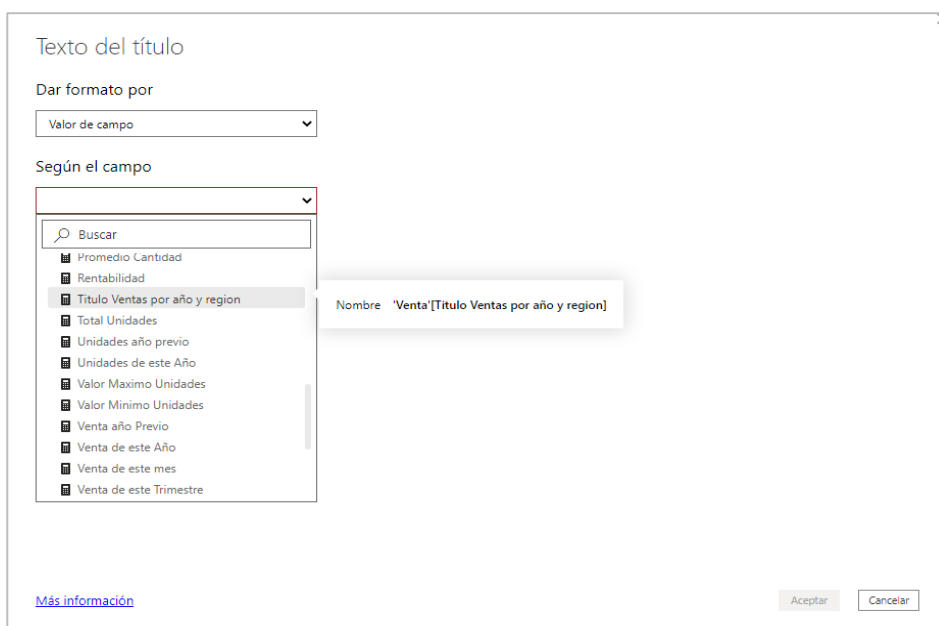 Texto del título
Dar formato por
Valor de campo
Según el campo
Buscar
Promedio Cantidad
Rentabilidad
Titulo Ventas por año y region
Nombre 'Venta'[Titulo Ventas por año y region]
Total Unidades
Unidades año previo
Unidades de este Año
Valor Maximo Unidades
Valor Minimo Unidades
Venta año Previo
Venta de este Año
Venta de este mes
Venta de este Trimestre
Más información
Aceptar
Cancelar